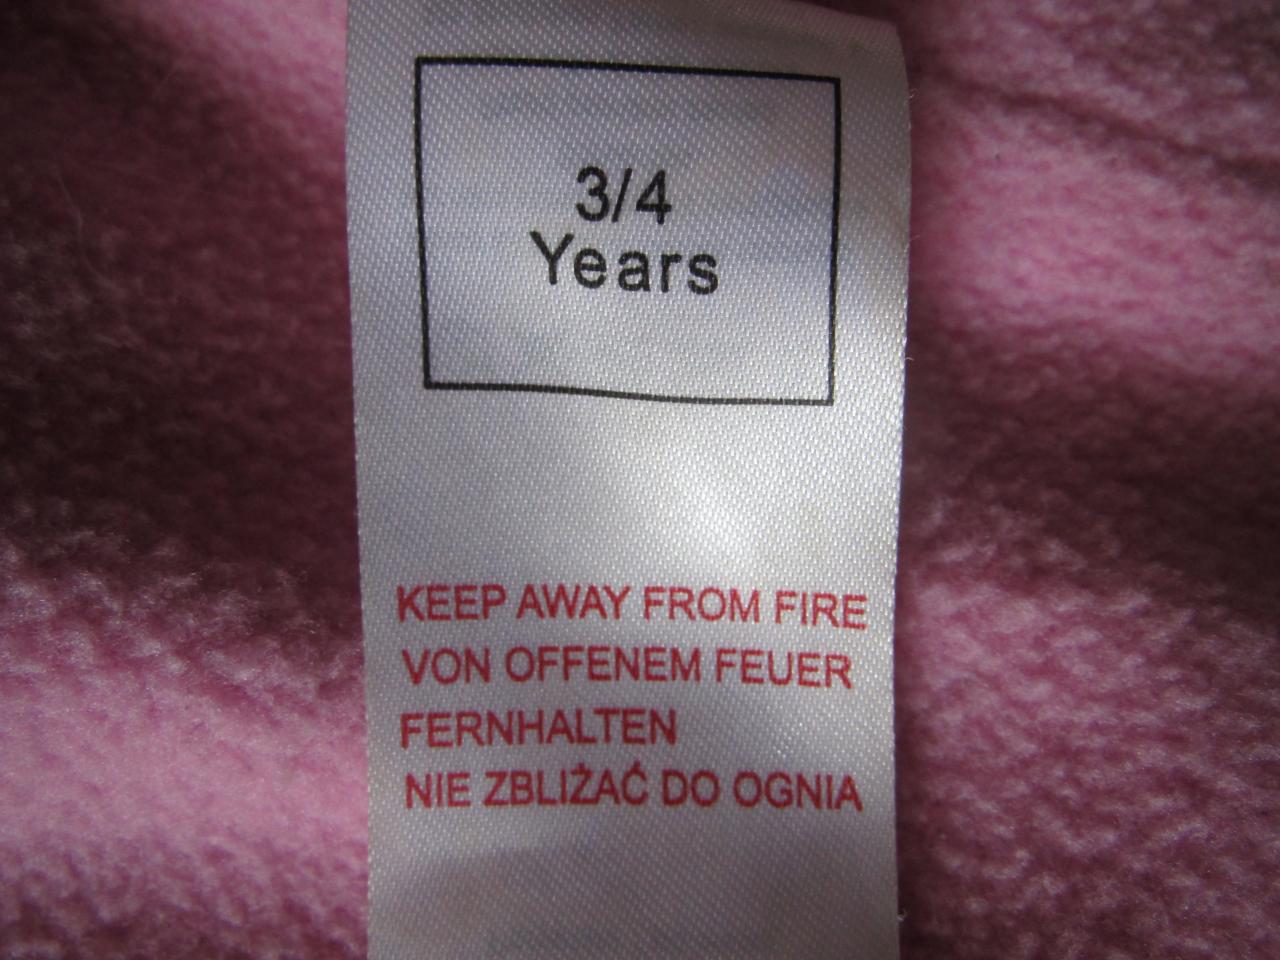 3/4
Years
KEEP AWAY FROM FIRE
VON OFFENEM FEUER
FERNHALTEN
NIE ZBLIŻAĆ DO OGNIA